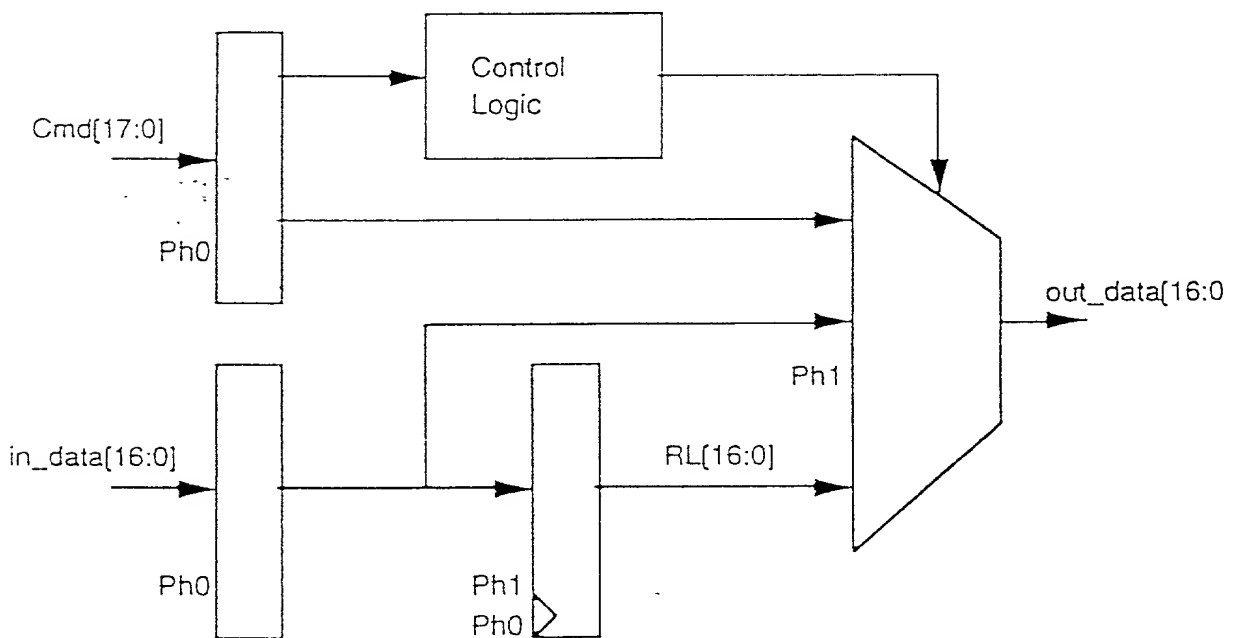 Control
Logic
Cmd[17:0]
Ph0
out_data[16:0
Ph1
in_data[16:0]
RL[16:0]
Ph0
Ph1
Ph0